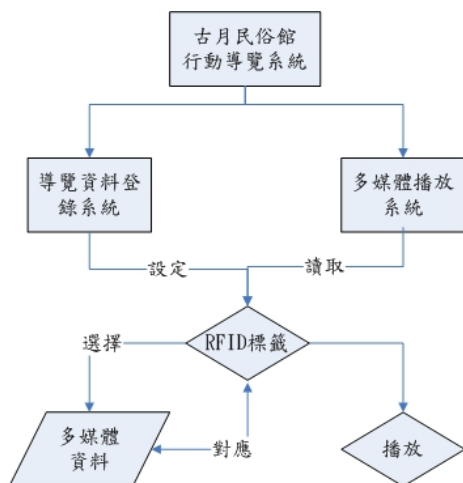 古月民俗館
行動導覽系統
導覽資料登
錄系統
多媒體播放
系統
設定
讀取
選擇
RFID標籤
多媒體
資料
對應
播放